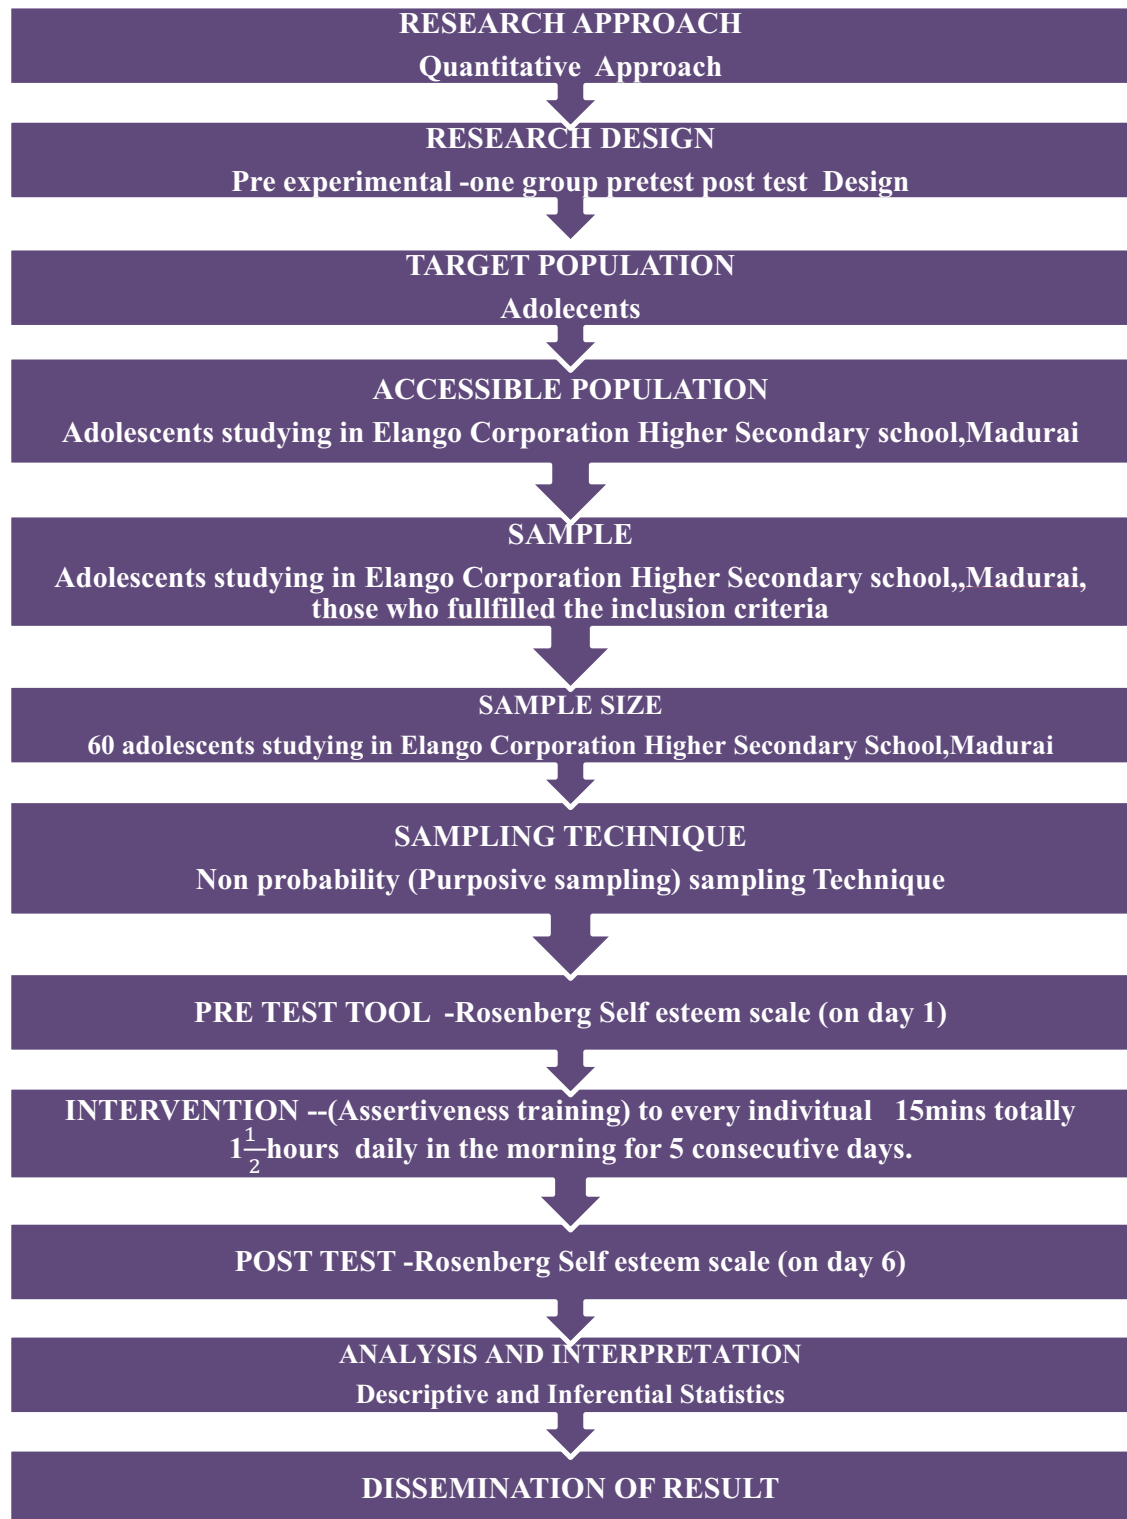 RESEARCH APPROACH
Quantitative Approach
RESEARCH DESIGN
Pre experimental -one group pretest post test Design
TARGET POPULATION
Adolecents
ACCESSIBLE POPULATION
Adolescents studying in Elango Corporation Higher Secondary school,Madurai
SAMPLE
Adolescents studying in Elango Corporation Higher Secondary school,,Madurai,
those who fullfilled the inclusion criteria
SAMPLE SIZE
60 adolescents studying in Elango Corporation Higher Secondary School,Madurai
SAMPLING TECHNIQUE
Non probability (Purposive sampling) sampling Technique
PRE TEST TOOL -Rosenberg Self esteem scale (on day 1)
INTERVENTION --(Assertiveness training) to every indivitual 15mins totally
1 1/2 hours daily in the morning for 5 consecutive days.
POST TEST -Rosenberg Self esteem scale (on day 6)
ANALYSIS AND INTERPRETATION
Descriptive and Inferential Statistics
DISSEMINATION OF RESULT